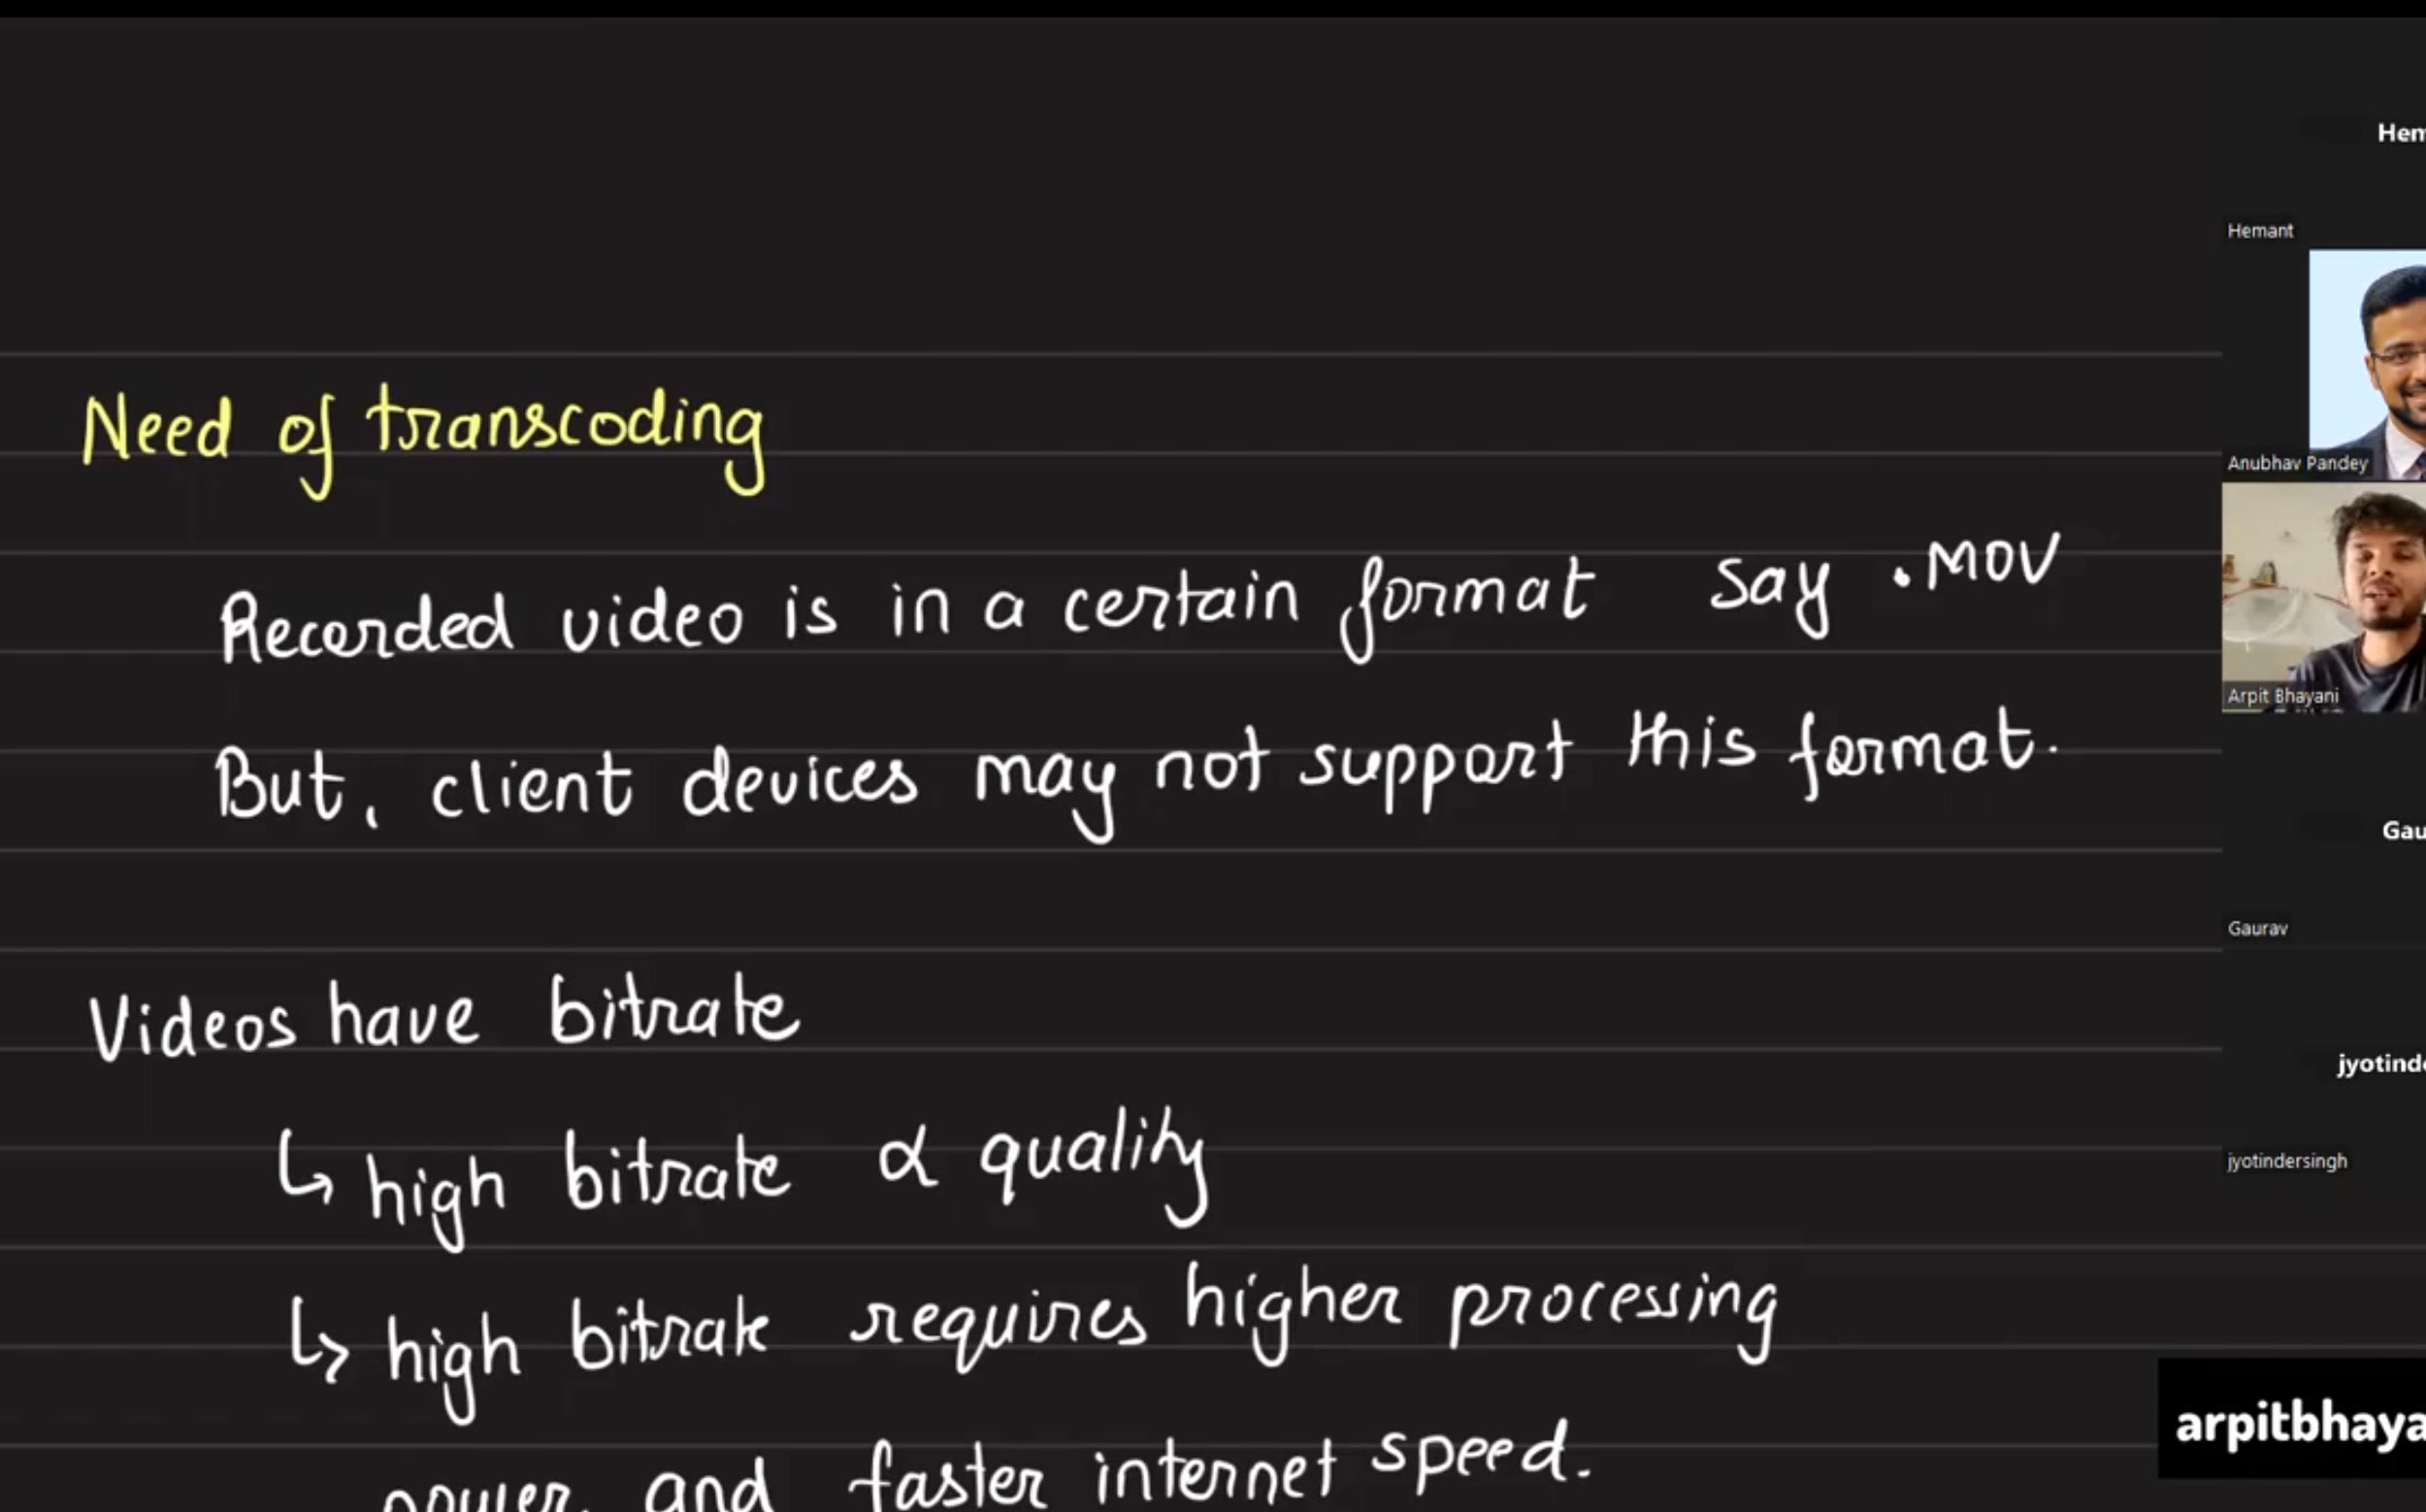 Need of transcoding
Recorded video is in a certain format say .MOV
But, client devices may not support this format.
Videos have bitrate
↳ high bitrate α quality
↳ high bitrate requires higher processing
power and faster internet speed.
Hem
Hemant
Anubhav Pandey
Arpit Bhayani
Gau
Gaurav
jyotind
jyotindersingh
arpitbhaya